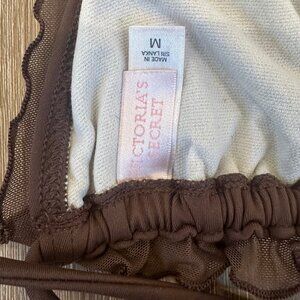 VICTORIA'S
SECRET
MADE IN
SRI LANKA
M